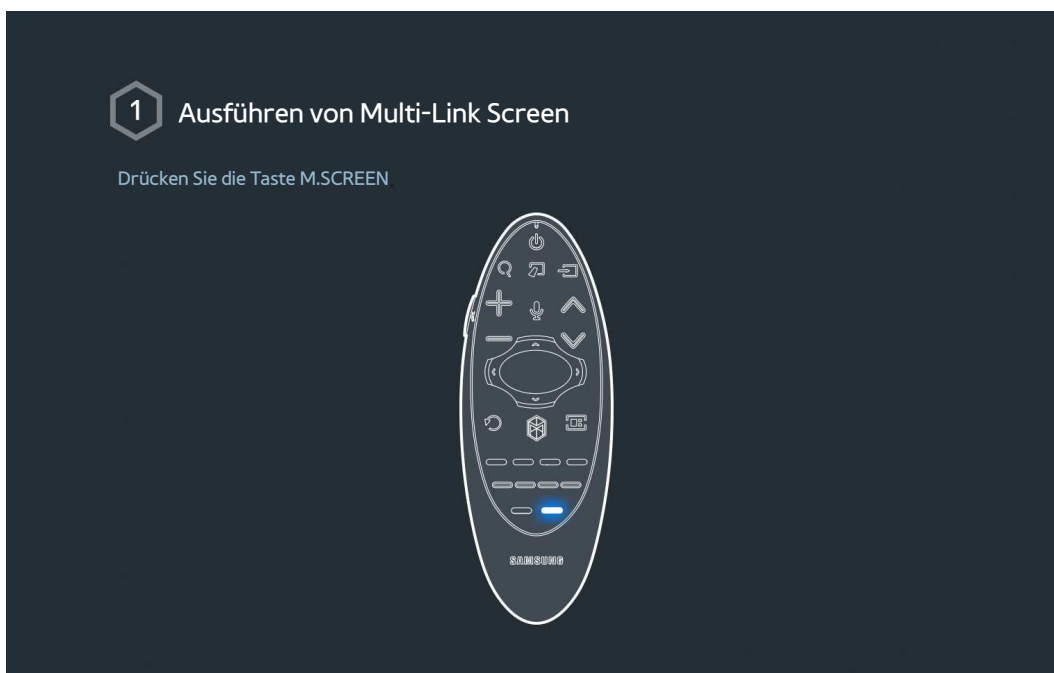 1 Ausführen von Multi-Link Screen
Drücken Sie die Taste M.SCREEN.
SAMSUNG